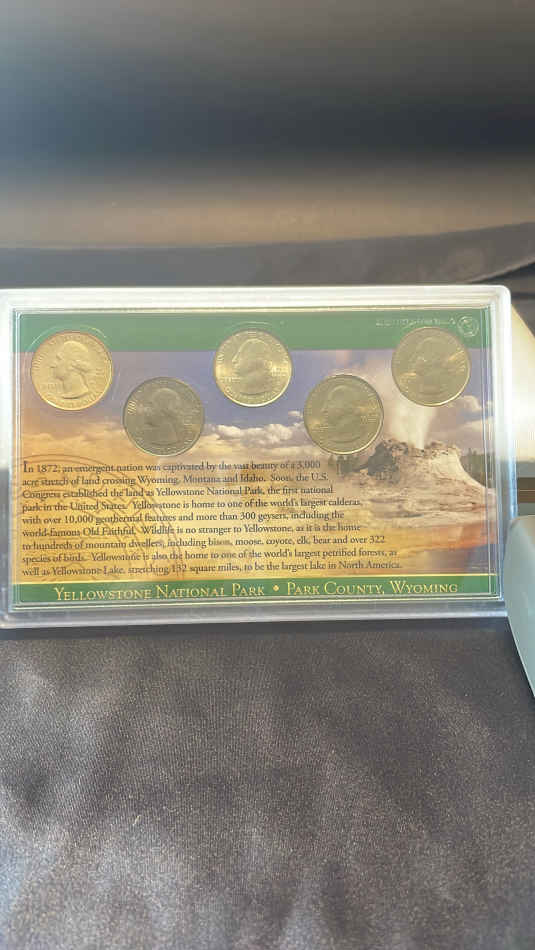 In 1872, an emergent nation was captivated by the vast beauty of a 3,000
acre stretch of land crossing Wyoming, Montana and Idaho. Soon, the U.S.
Congress established the land as Yellowstone National Park, the first national
park in the United States. Yellowstone is home to one of the world's largest calderas,
with over 10,000 geothermal features and more than 300 geysers, including the
world-famous Old Faithful. Wildlife is no stranger to Yellowstone, as it is the home
to hundreds of mountain dwellers, including bison, moose, coyote, elk, bear and over 322
species of birds. Yellowstone is also the home to one of the world's largest petrified forests, as
well as Yellowstone Lake, stretching 132 square miles, to be the largest lake in North America.
Yellowstone National Park • Park County, Wyoming